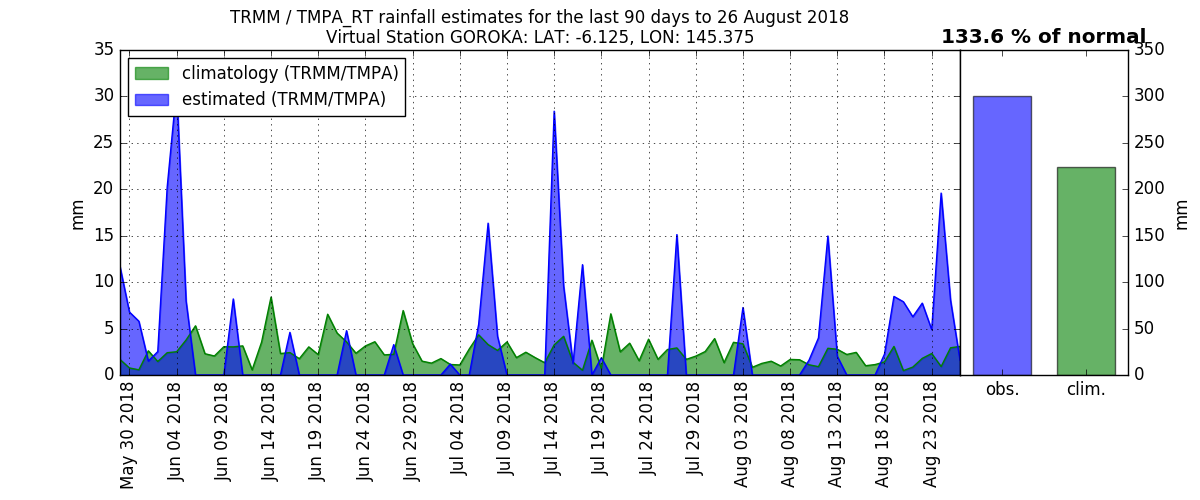 TRMM / TMPA_RT rainfall estimates for the last 90 days to 26 August 2018
Virtual Station GOROKA: LAT: -6.125, LON: 145.375
133.6 % of normal
climatology (TRMM/TMPA)
estimated (TRMM/TMPA)
35
30
25
20
15
10
5
0
mm
May 30 2018
Jun 04 2018
Jun 09 2018
Jun 14 2018
Jun 19 2018
Jun 24 2018
Jun 29 2018
Jul 04 2018
Jul 09 2018
Jul 14 2018
Jul 19 2018
Jul 24 2018
Jul 29 2018
Aug 03 2018
Aug 08 2018
Aug 13 2018
Aug 18 2018
Aug 23 2018
obs.
clim.
350
300
250
200
150
100
50
0
mm